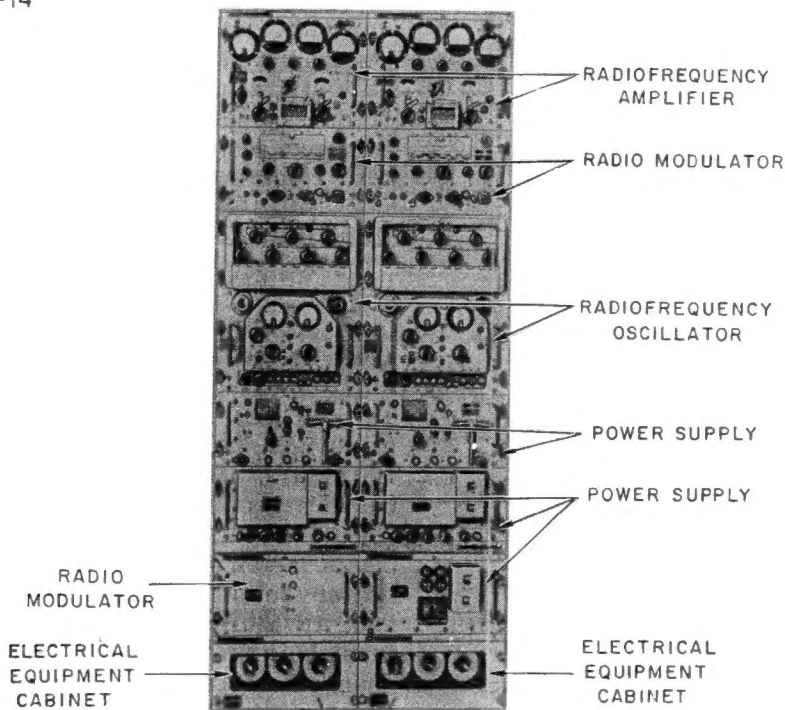 -14
RADIOFREQUENCY
AMPLIFIER
RADIO MODULATOR
RADIOFREQUENCY
OSCILLATOR
POWER SUPPLY
POWER SUPPLY
RADIO
MODULATOR
ELECTRICAL
EQUIPMENT
CABINET
ELECTRICAL
EQUIPMENT
CABINET